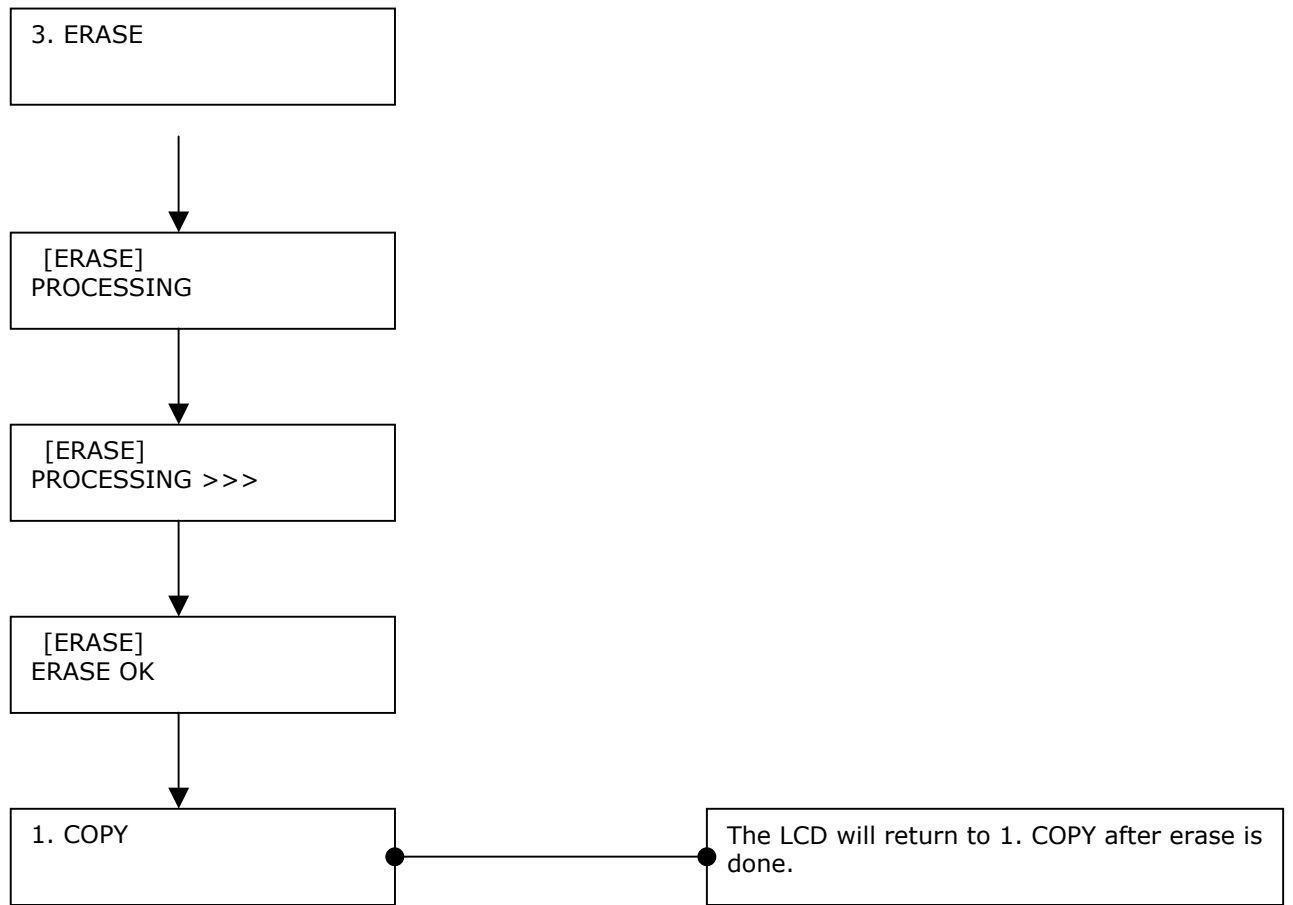 3. ERASE
[ERASE]
PROCESSING
[ERASE]
PROCESSING >>>
[ERASE]
ERASE OK
1. COPY
The LCD will return to 1. COPY after erase is
done.